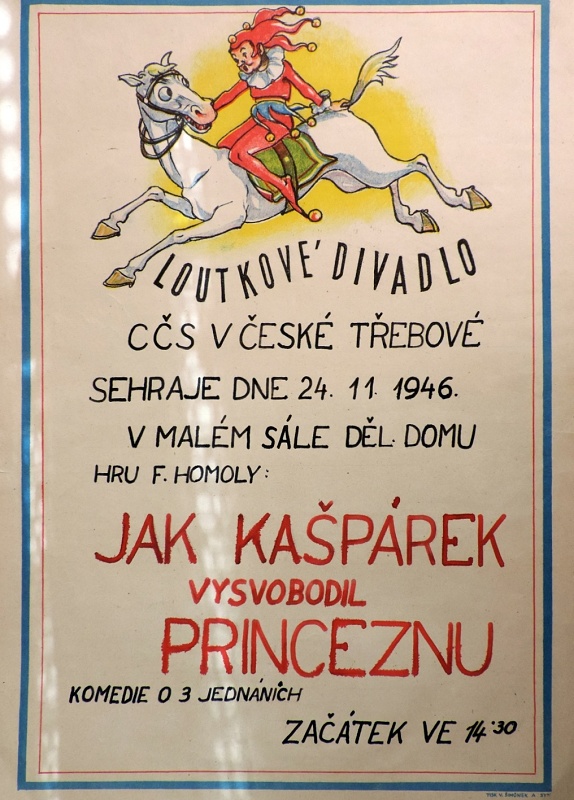 LOUTKOVÉ DIVADLO
CČS V ČESKÉ TŘEBOVÉ
SEHRAJE DNE 24. 11. 1946.
V MALÉM SÁLE DĚL. DOMU
HRU F. HOMOLY:
JAK KAŠPÁREK
VYSVOBODIL
PRINCEZNU
KOMEDIE O 3 JEDNÁNÍCH
ZAČÁTEK VE 14·30